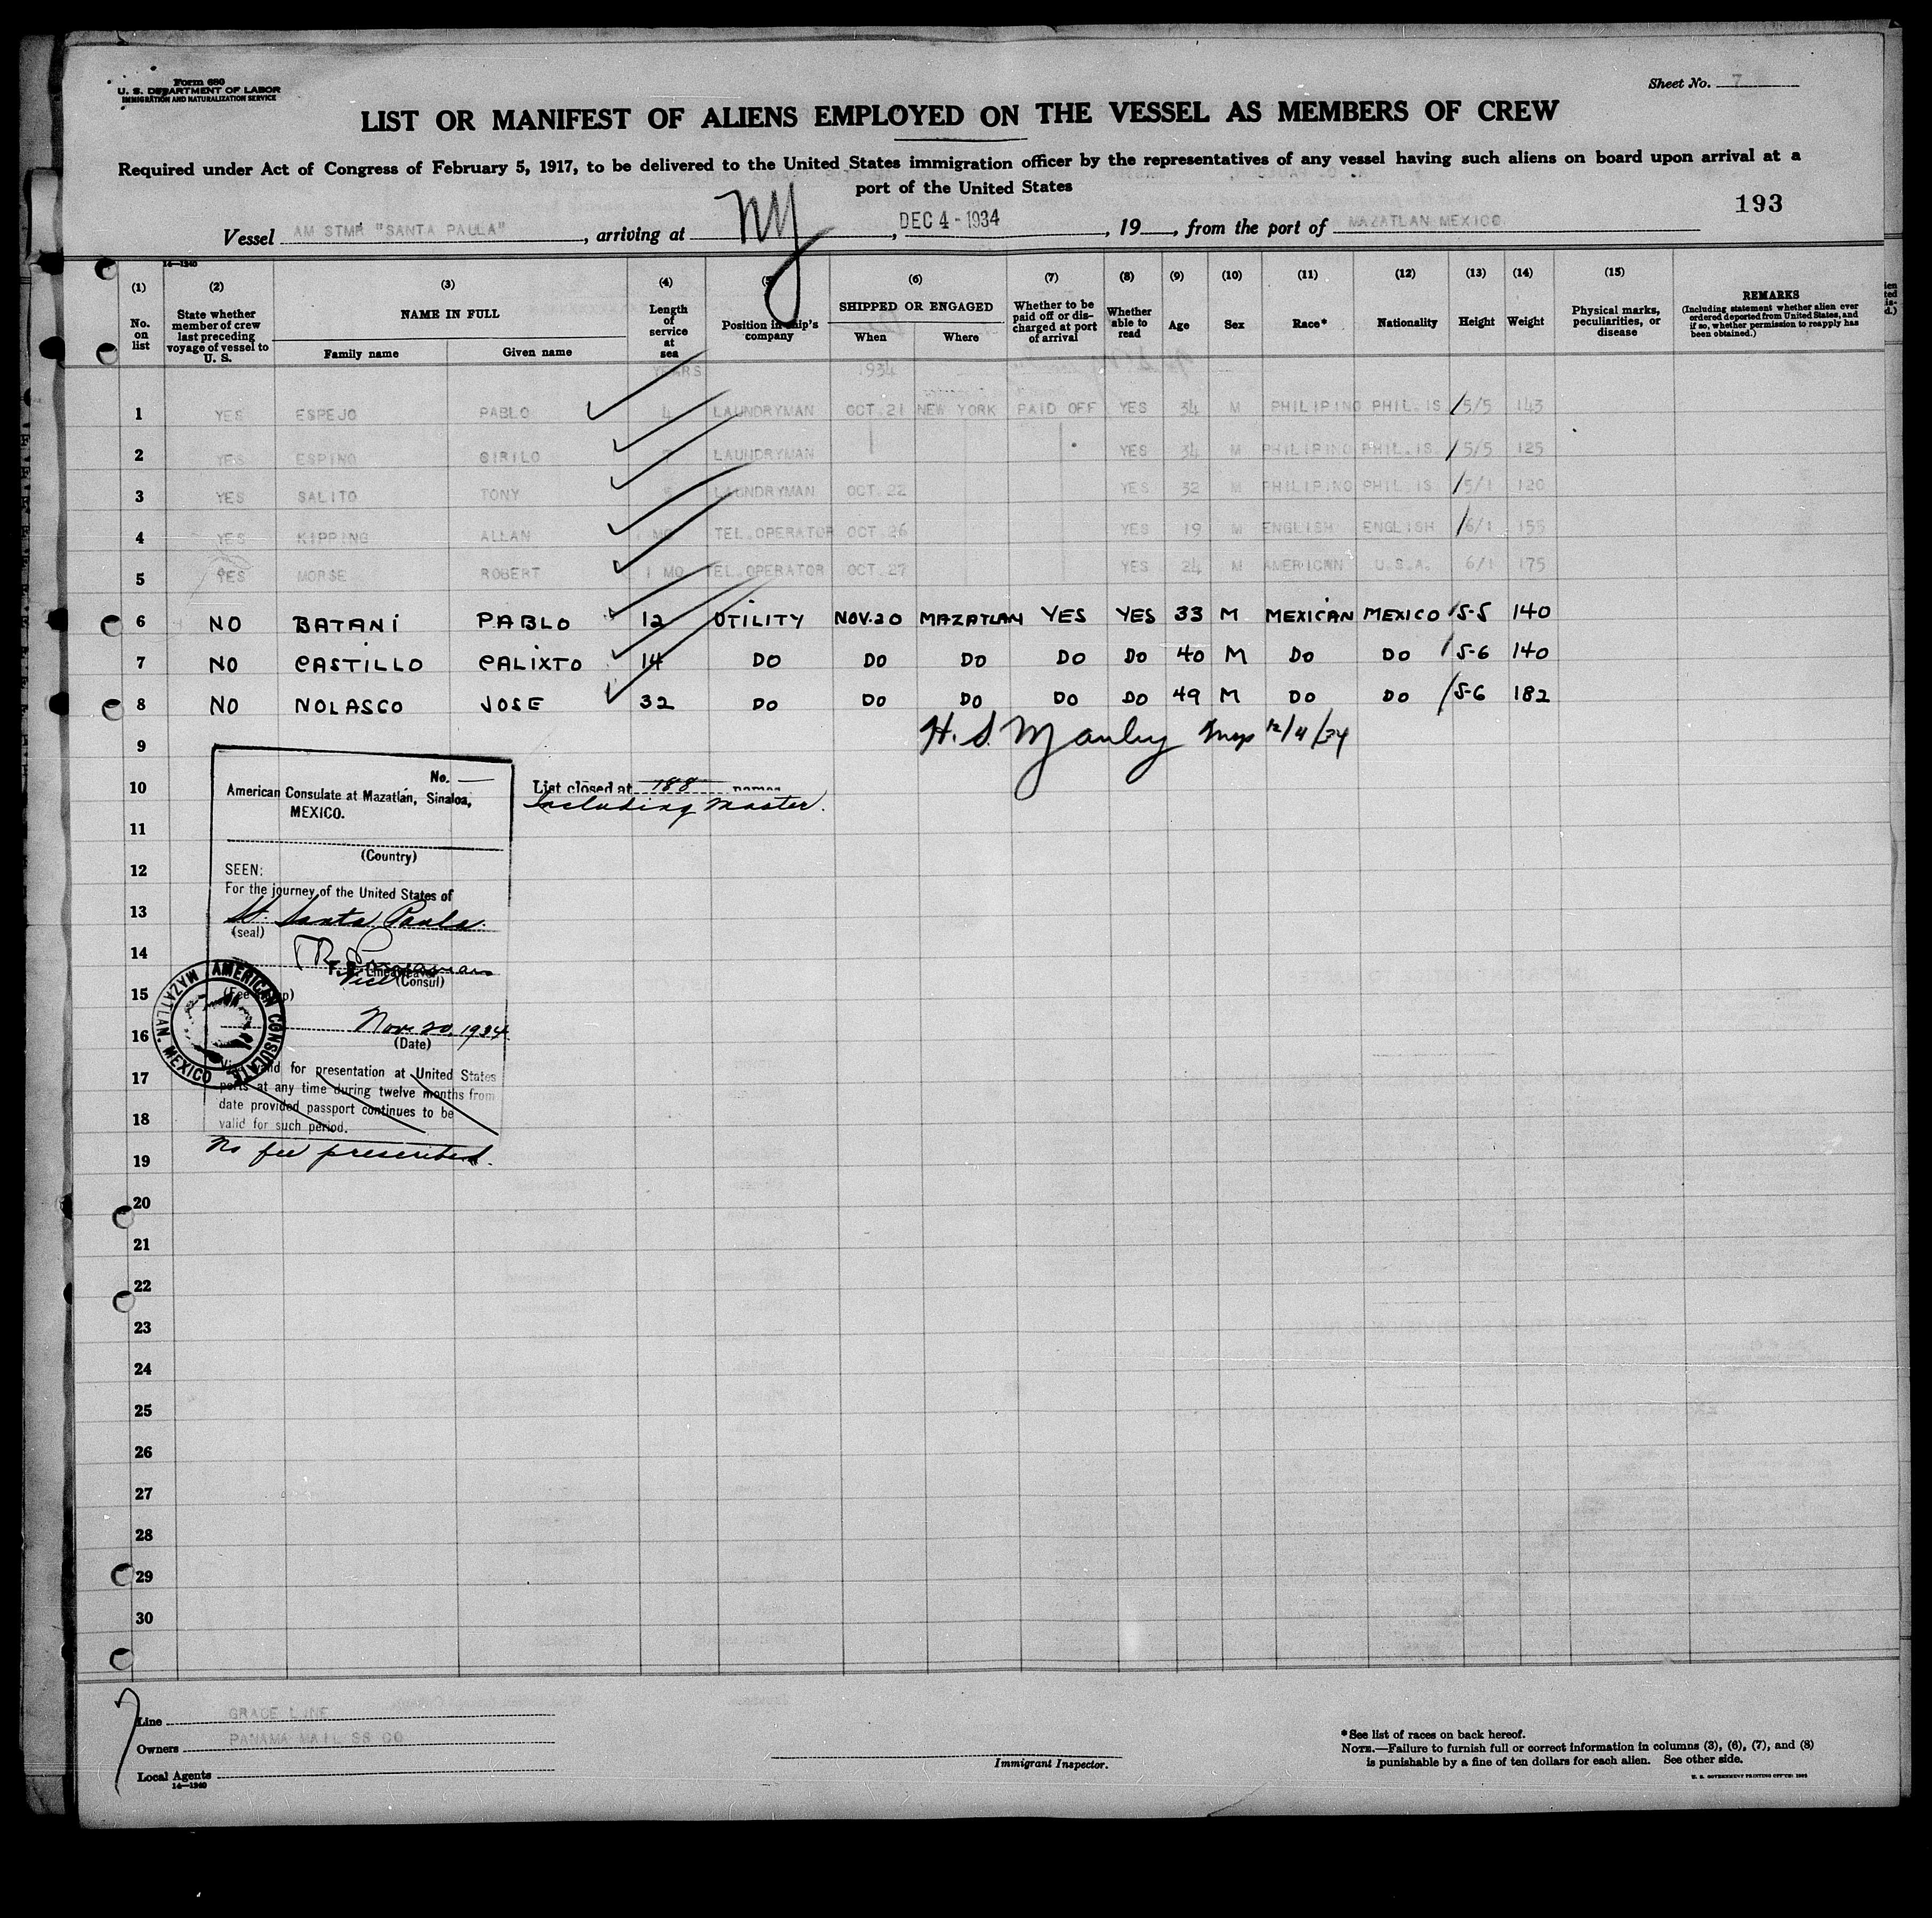 Form 680
U. S. DEPARTMENT OF LABOR
IMMIGRATION AND NATURALIZATION SERVICE
Sheet No. 7
LIST OR MANIFEST OF ALIENS EMPLOYED ON THE VESSEL AS MEMBERS OF CREW
Required under Act of Congress of February 5, 1917, to be delivered to the United States immigration officer by the representatives of any vessel having such aliens on board upon arrival at a
port of the United States
193
Vessel AM STMR "SANTA PAULA", arriving at NY, DEC 4 - 1934, 19__, from the port of MAZATLAN MEXICO
14—1240
(1) (2) (3) (4) (5) (6) (7) (8) (9) (10) (11) (12) (13) (14) (15)
No. on list
State whether member of crew last preceding voyage of vessel to U. S.
NAME IN FULL
Family name
Given name
Length of service at sea
Position in ship's company
SHIPPED OR ENGAGED
When
Where
Whether to be paid off or discharged at port of arrival
Whether able to read
Age
Sex
Race*
Nationality
Height
Weight
Physical marks, peculiarities, or disease
REMARKS
(Including statement whether alien ever ordered deported from United States, and if so, whether permission to reapply has been obtained.)
YEARS 1934
1 YES ESPEJO PABLO 4 LAUNDRYMAN OCT.21 NEW YORK PAID OFF YES 34 M PHILIPINO PHIL.IS 5/5 143
2 YES ESPINO CIRILO LAUNDRYMAN YES 34 M PHILIPINO PHIL.IS. 5/5 125
3 YES SALITO TONY LAUNDRYMAN OCT.22 YES 32 M PHILIPINO PHIL.IS. 5/1 120
4 YES KIPPING ALLAN 1 MO TEL.OPERATOR OCT.26 YES 19 M ENGLISH ENGLISH 6/1 155
5 YES MORSE ROBERT 1 MO TEL.OPERATOR OCT.27 YES 24 M AMERICAN U.S.A. 6/1 175
6 NO BATANI PABLO 12 UTILITY NOV.20 MAZATLAN YES YES 33 M MEXICAN MEXICO 5-5 140
7 NO CASTILLO CALIXTO 14 DO DO DO DO DO 40 M DO DO 5-6 140
8 NO NOLASCO JOSE 32 DO DO DO DO DO 49 M DO DO 5-6 182
9 H. S. Manley Insp 12/4/34
10 List closed at 188 names
Including Master.
11
12
13
14
15
16
17
18
19
20
21
22
23
24
25
26
27
28
29
30
No. —
American Consulate at Mazatlán, Sinaloa,
MEXICO.
(Country)
SEEN:
For the journey of the United States of
SS. Santa Paula.
(seal)
Vice (Consul)
(Fee stamp)
Nov. 20, 1934.
(Date)
Visa valid for presentation at United States
ports at any time during twelve months from
date provided passport continues to be
valid for such period.
No fee prescribed.
AMERICAN CONSULATE
MAZATLAN, MEXICO
7
Line GRACE LINE
Owners PANAMA MAIL SS CO
Local Agents
14—1240
Immigrant Inspector.
*See list of races on back hereof.
NOTE.—Failure to furnish full or correct information in columns (3), (6), (7), and (8)
is punishable by a fine of ten dollars for each alien. See other side.